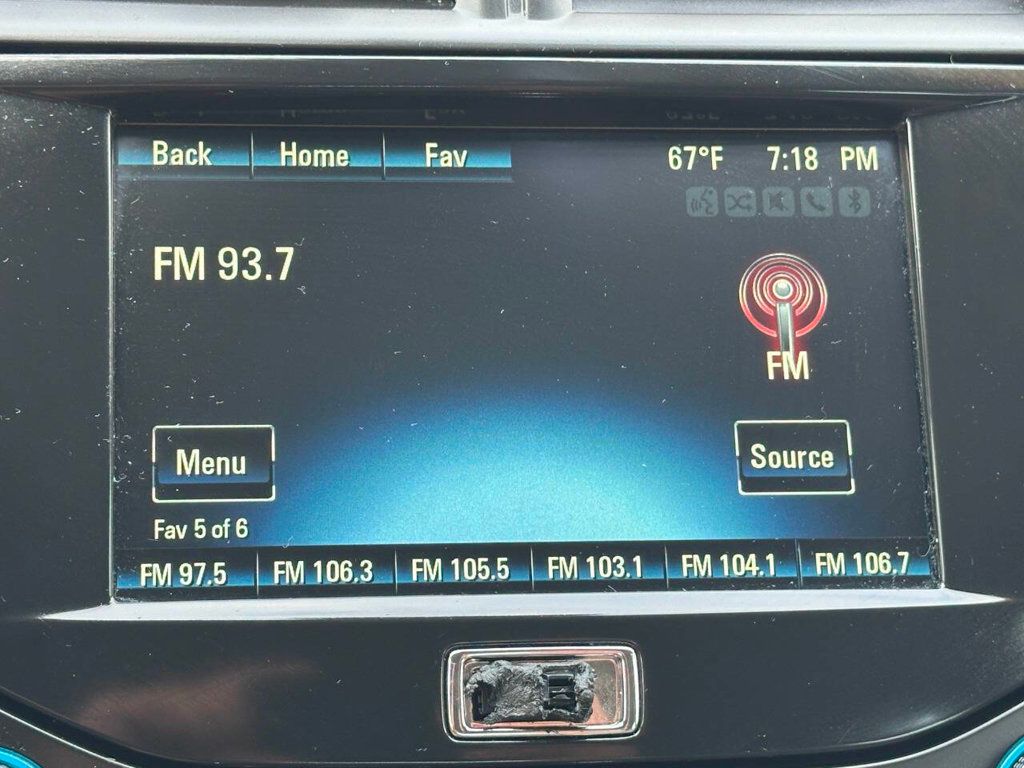 Back Home Fav 67°F 7:18 PM
FM 93.7
FM
Menu Source
Fav 5 of 6
FM 97.5 FM 106.3 FM 105.5 FM 103.1 FM 104.1 FM 106.7